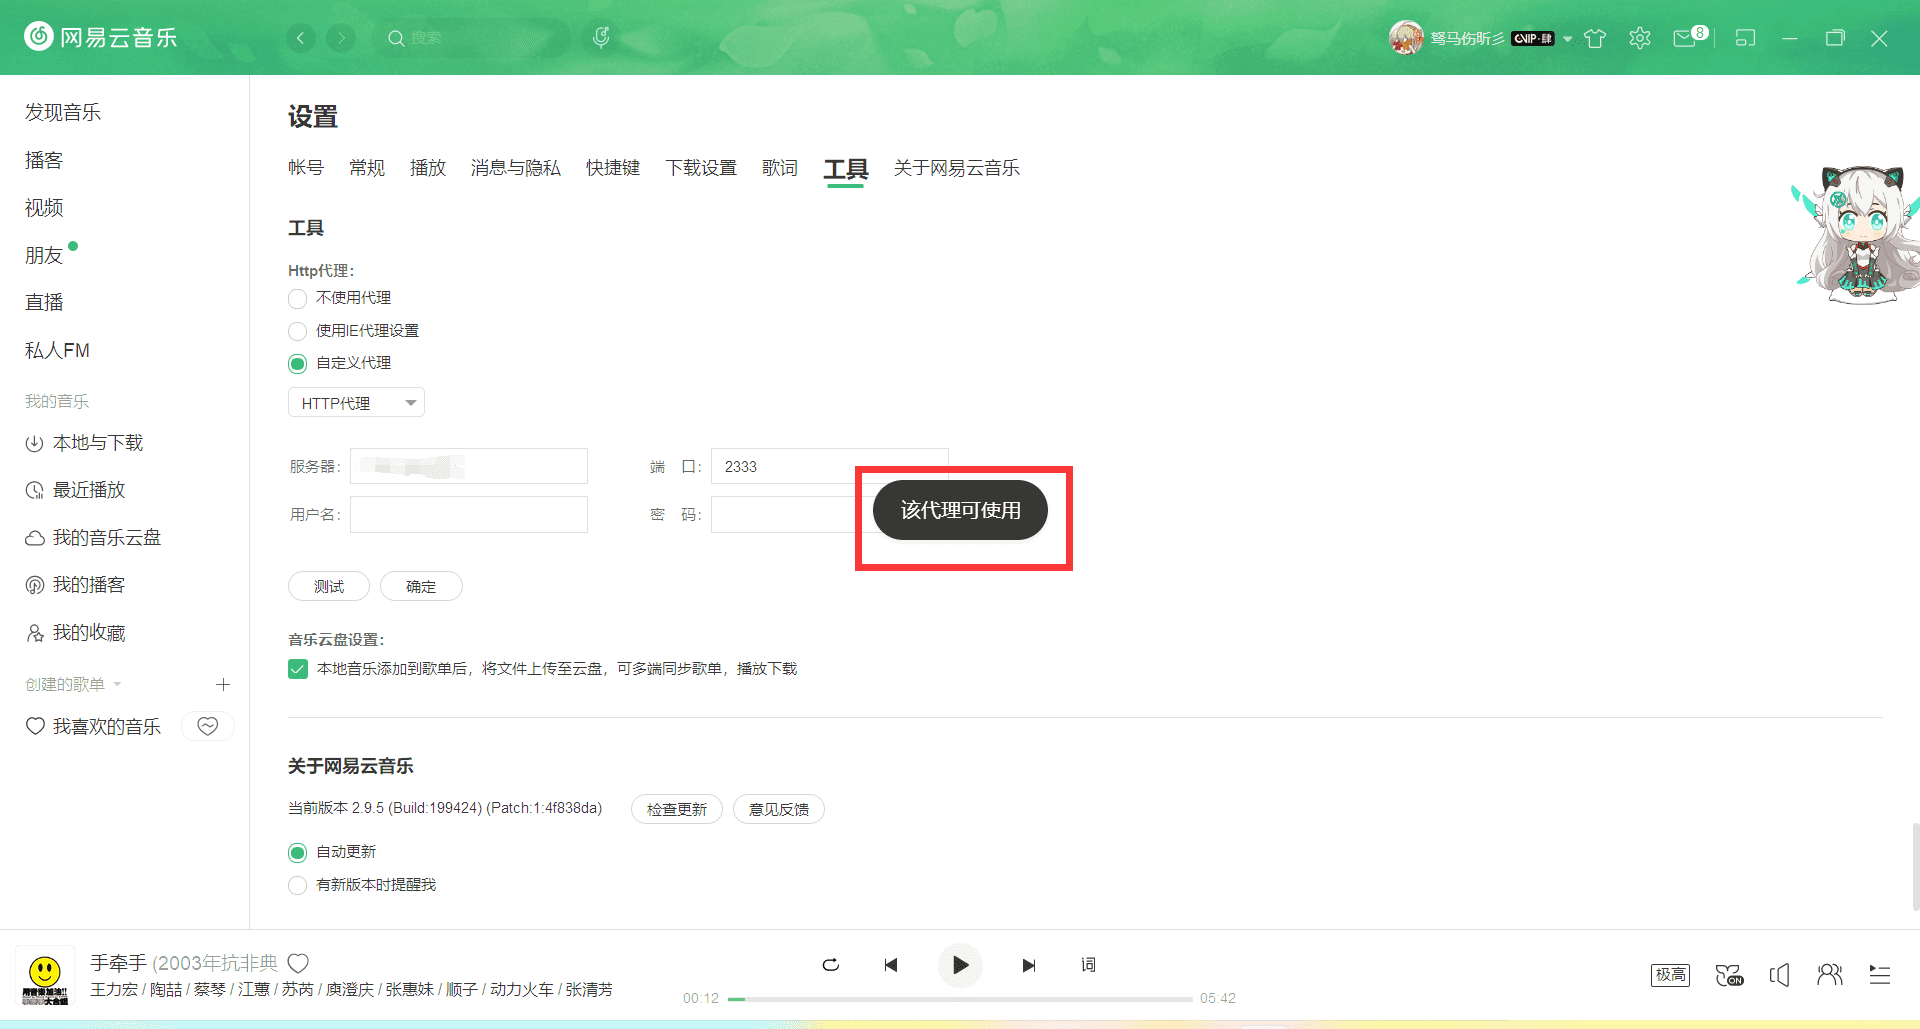 网易云音乐
搜索
驽马伤昕彡 CVIP·肆
8
发现音乐
播客
视频
朋友
直播
私人FM
我的音乐
本地与下载
最近播放
我的音乐云盘
我的播客
我的收藏
创建的歌单
我喜欢的音乐
设置
帐号 常规 播放 消息与隐私 快捷键 下载设置 歌词 工具 关于网易云音乐
工具
Http代理：
不使用代理
使用IE代理设置
自定义代理
HTTP代理
服务器： 端 口： 2333
用户名： 密 码：
该代理可使用
测试 确定
音乐云盘设置：
本地音乐添加到歌单后，将文件上传至云盘，可多端同步歌单，播放下载
关于网易云音乐
当前版本 2.9.5 (Build:199424) (Patch:1:4f838da) 检查更新 意见反馈
自动更新
有新版本时提醒我
手牵手 (2003年抗非典
王力宏 / 陶喆 / 蔡琴 / 江蕙 / 苏芮 / 庾澄庆 / 张惠妹 / 顺子 / 动力火车 / 张清芳
词
00:12 05:42
极高 ON